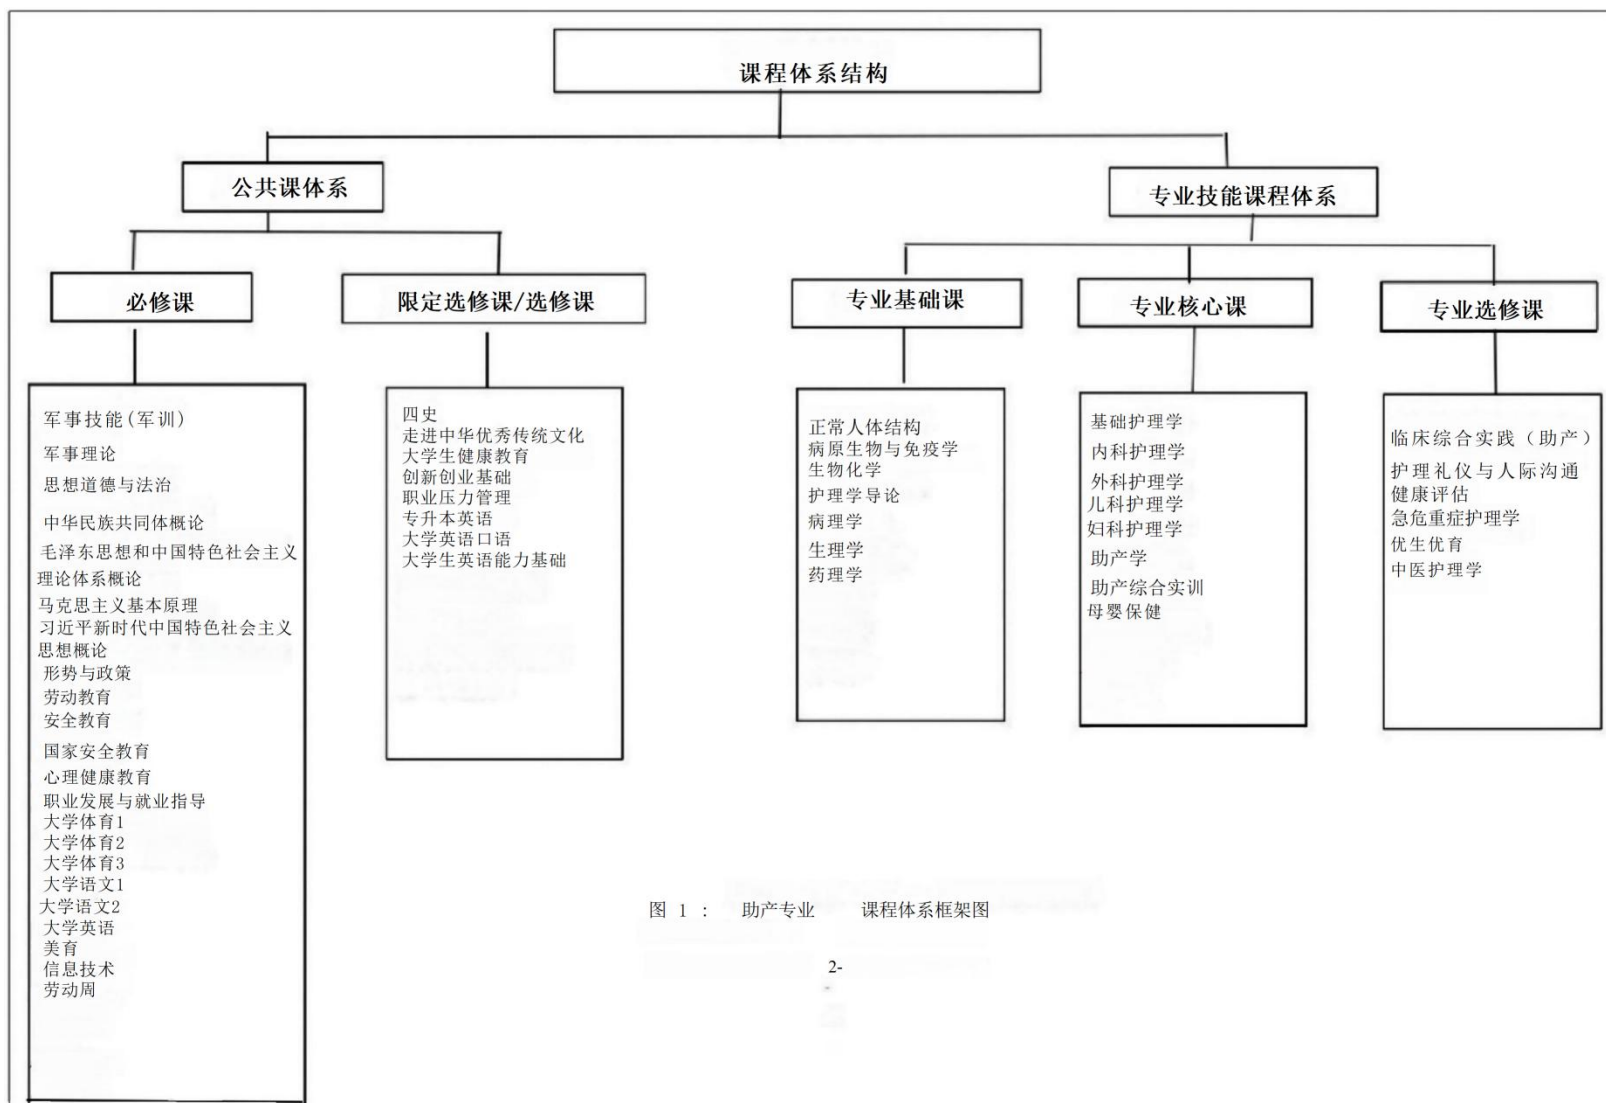 课程体系结构
公共课体系
专业技能课程体系
必修课
限定选修课/选修课
专业基础课
专业核心课
专业选修课
军事技能(军训)
军事理论
思想道德与法治
中华民族共同体概论
毛泽东思想和中国特色社会主义
理论体系概论
马克思主义基本原理
习近平新时代中国特色社会主义
思想概论
形势与政策
劳动教育
安全教育
国家安全教育
心理健康教育
职业发展与就业指导
大学体育1
大学体育2
大学体育3
大学语文1
大学语文2
大学英语
美育
信息技术
劳动周
四史
走进中华优秀传统文化
大学生健康教育
创新创业基础
职业压力管理
专升本英语
大学英语口语
大学生英语能力基础
正常人体结构
病原生物与免疫学
生物化学
护理学导论
病理学
生理学
药理学
基础护理学
内科护理学
外科护理学
儿科护理学
妇科护理学
助产学
助产综合实训
母婴保健
临床综合实践（助产）
护理礼仪与人际沟通
健康评估
急危重症护理学
优生优育
中医护理学
图 1 ： 助产专业 课程体系框架图
2-
-